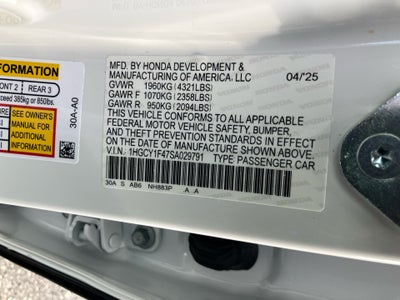 FORMATION
ONT 2 REAR 3
xceed 385kg or 850lbs.
SEE OWNER'S
MANUAL
FOR
ADDITIONAL
INFORMATION
30A-A0
MFD. BY HONDA DEVELOPMENT &
MANUFACTURING OF AMERICA, LLC 04/25
GVWR 1960KG (4321LBS)
GAWR F 1070KG (2358LBS)
GAWR R 950KG (2094LBS)
THIS VEHICLE CONFORMS TO ALL APPLICABLE
FEDERAL MOTOR VEHICLE SAFETY, BUMPER,
AND THEFT PREVENTION STANDARDS IN EFFECT
ON THE DATE OF MANUFACTURE SHOWN ABOVE.
V.I.N. 1HGCY1F47SA029791 TYPE PASSENGER CAR
30A S AB6 NH883P A A